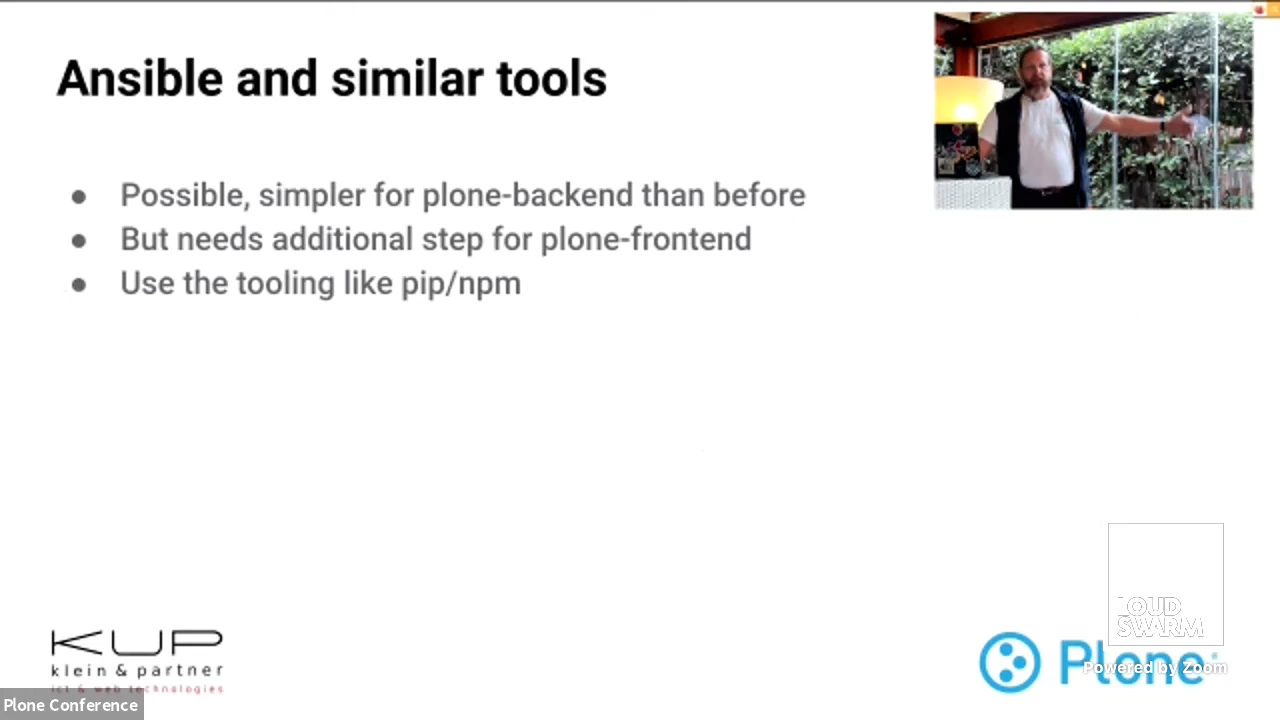 Ansible and similar tools
● Possible, simpler for plone-backend than before
● But needs additional step for plone-frontend
● Use the tooling like pip/npm
LOUD
SWARM
KUP
klein & partner
ict & web technologies
Plone
Powered by Zoom
Plone Conference